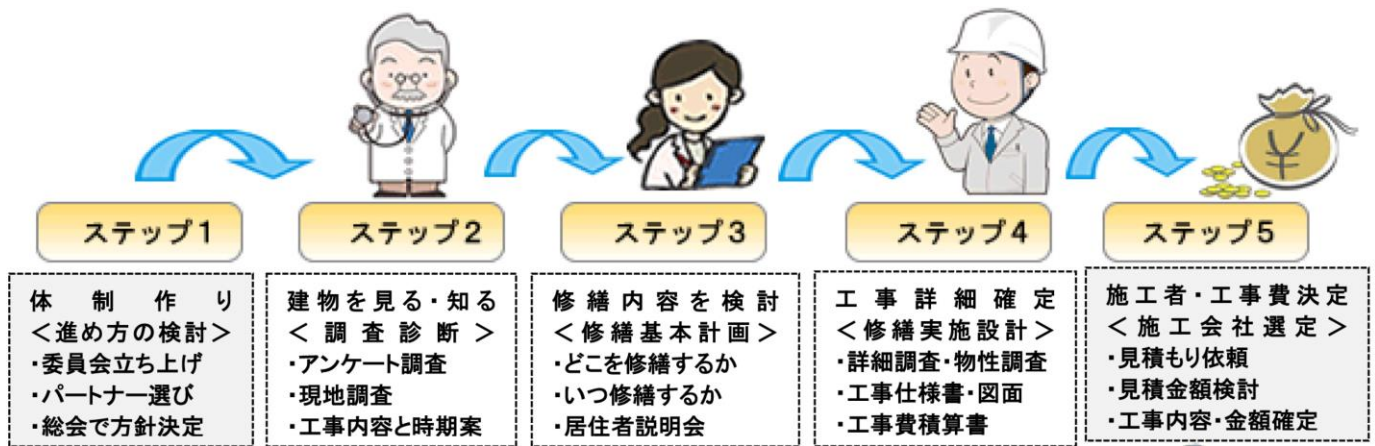 ¥
ステップ1
体制作り
＜進め方の検討＞
・委員会立ち上げ
・パートナー選び
・総会で方針決定
ステップ2
建物を見る・知る
＜調査診断＞
・アンケート調査
・現地調査
・工事内容と時期案
ステップ3
修繕内容を検討
＜修繕基本計画＞
・どこを修繕するか
・いつ修繕するか
・居住者説明会
ステップ4
工事詳細確定
＜修繕実施設計＞
・詳細調査・物性調査
・工事仕様書・図面
・工事費積算書
ステップ5
施工者・工事費決定
＜施工会社選定＞
・見積もり依頼
・見積金額検討
・工事内容・金額確定